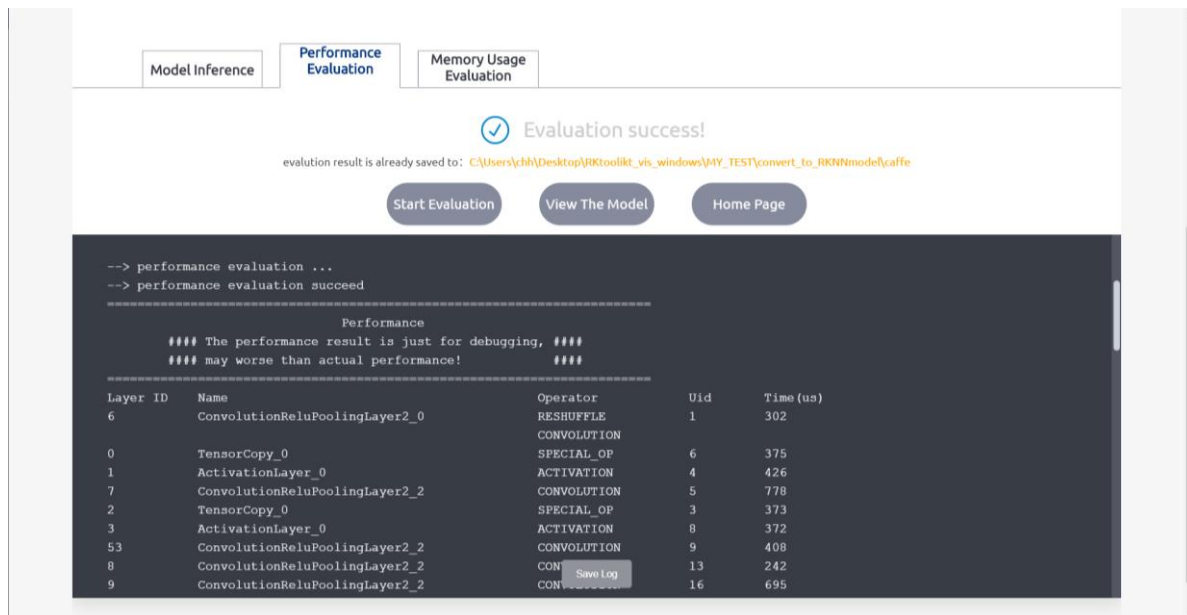 Model Inference
Performance
Evaluation
Memory Usage
Evaluation
Evaluation success!
evalution result is already saved to: C:\Users\chh\Desktop\RKtoolikt_vis_windows\MY_TEST\convert_to_RKNNmodel\caffe
Start Evaluation View The Model Home Page
--> performance evaluation ...
--> performance evaluation succeed
========================================================================
Performance
#### The performance result is just for debugging, ####
#### may worse than actual performance! ####
========================================================================
Layer ID Name Operator Uid Time(us)
6 ConvolutionReluPoolingLayer2_0 RESHUFFLE 1 302
CONVOLUTION
0 TensorCopy_0 SPECIAL_OP 6 375
1 ActivationLayer_0 ACTIVATION 4 426
7 ConvolutionReluPoolingLayer2_2 CONVOLUTION 5 778
2 TensorCopy_0 SPECIAL_OP 3 373
3 ActivationLayer_0 ACTIVATION 8 372
53 ConvolutionReluPoolingLayer2_2 CONVOLUTION 9 408
8 ConvolutionReluPoolingLayer2_2 13 242
Save Log
9 ConvolutionReluPoolingLayer2_2 16 695